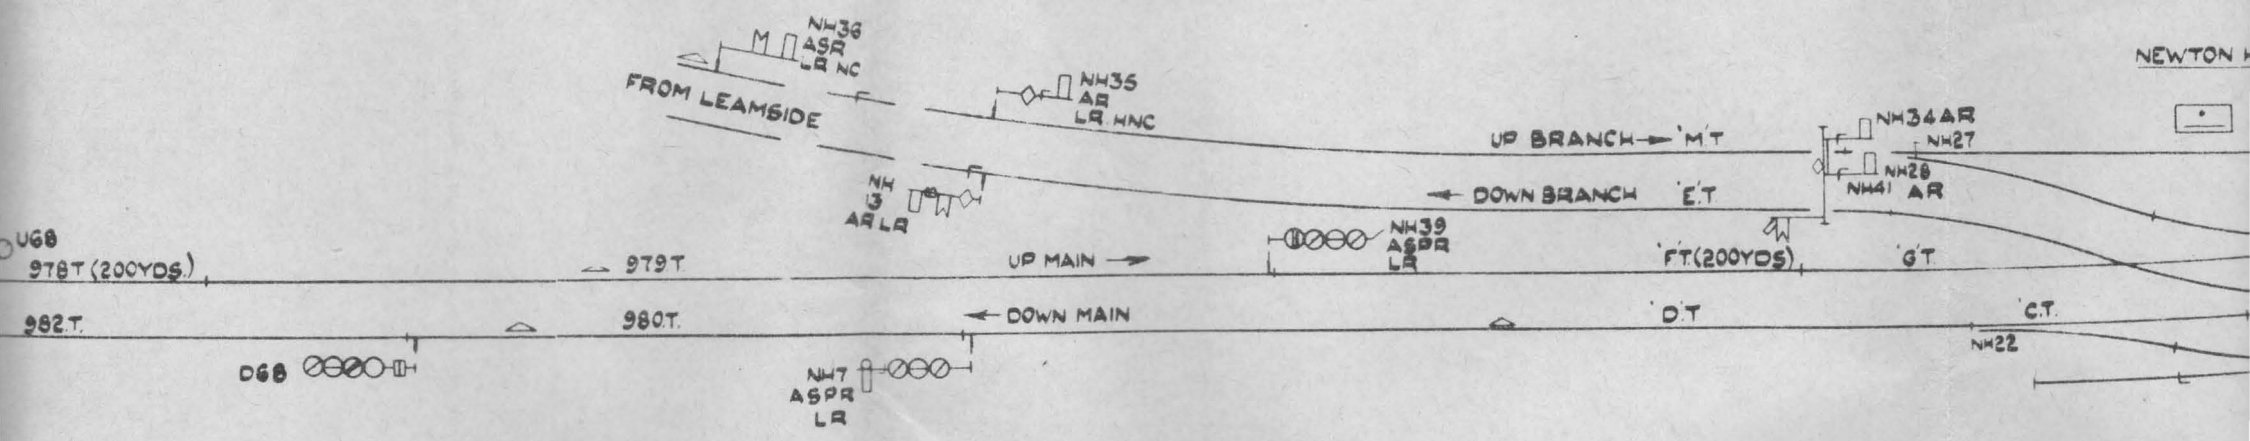 NH36
M ASR
LR NC
FROM LEAMSIDE
NH35
AR
LR HNC
NEWTON
UP BRANCH → 'M'T
NH34AR
NH27
NH28
NH41 AR
← DOWN BRANCH 'E'.T
NH
13
AR LR
U68
978T (200YDS.)
979T
UP MAIN →
NH39
ASPR
LR
'F'T.(200YDS)
'G'T.
982.T.
980.T.
← DOWN MAIN
'D'.T
'C.T.
NH22
D68
NH7
ASPR
LR